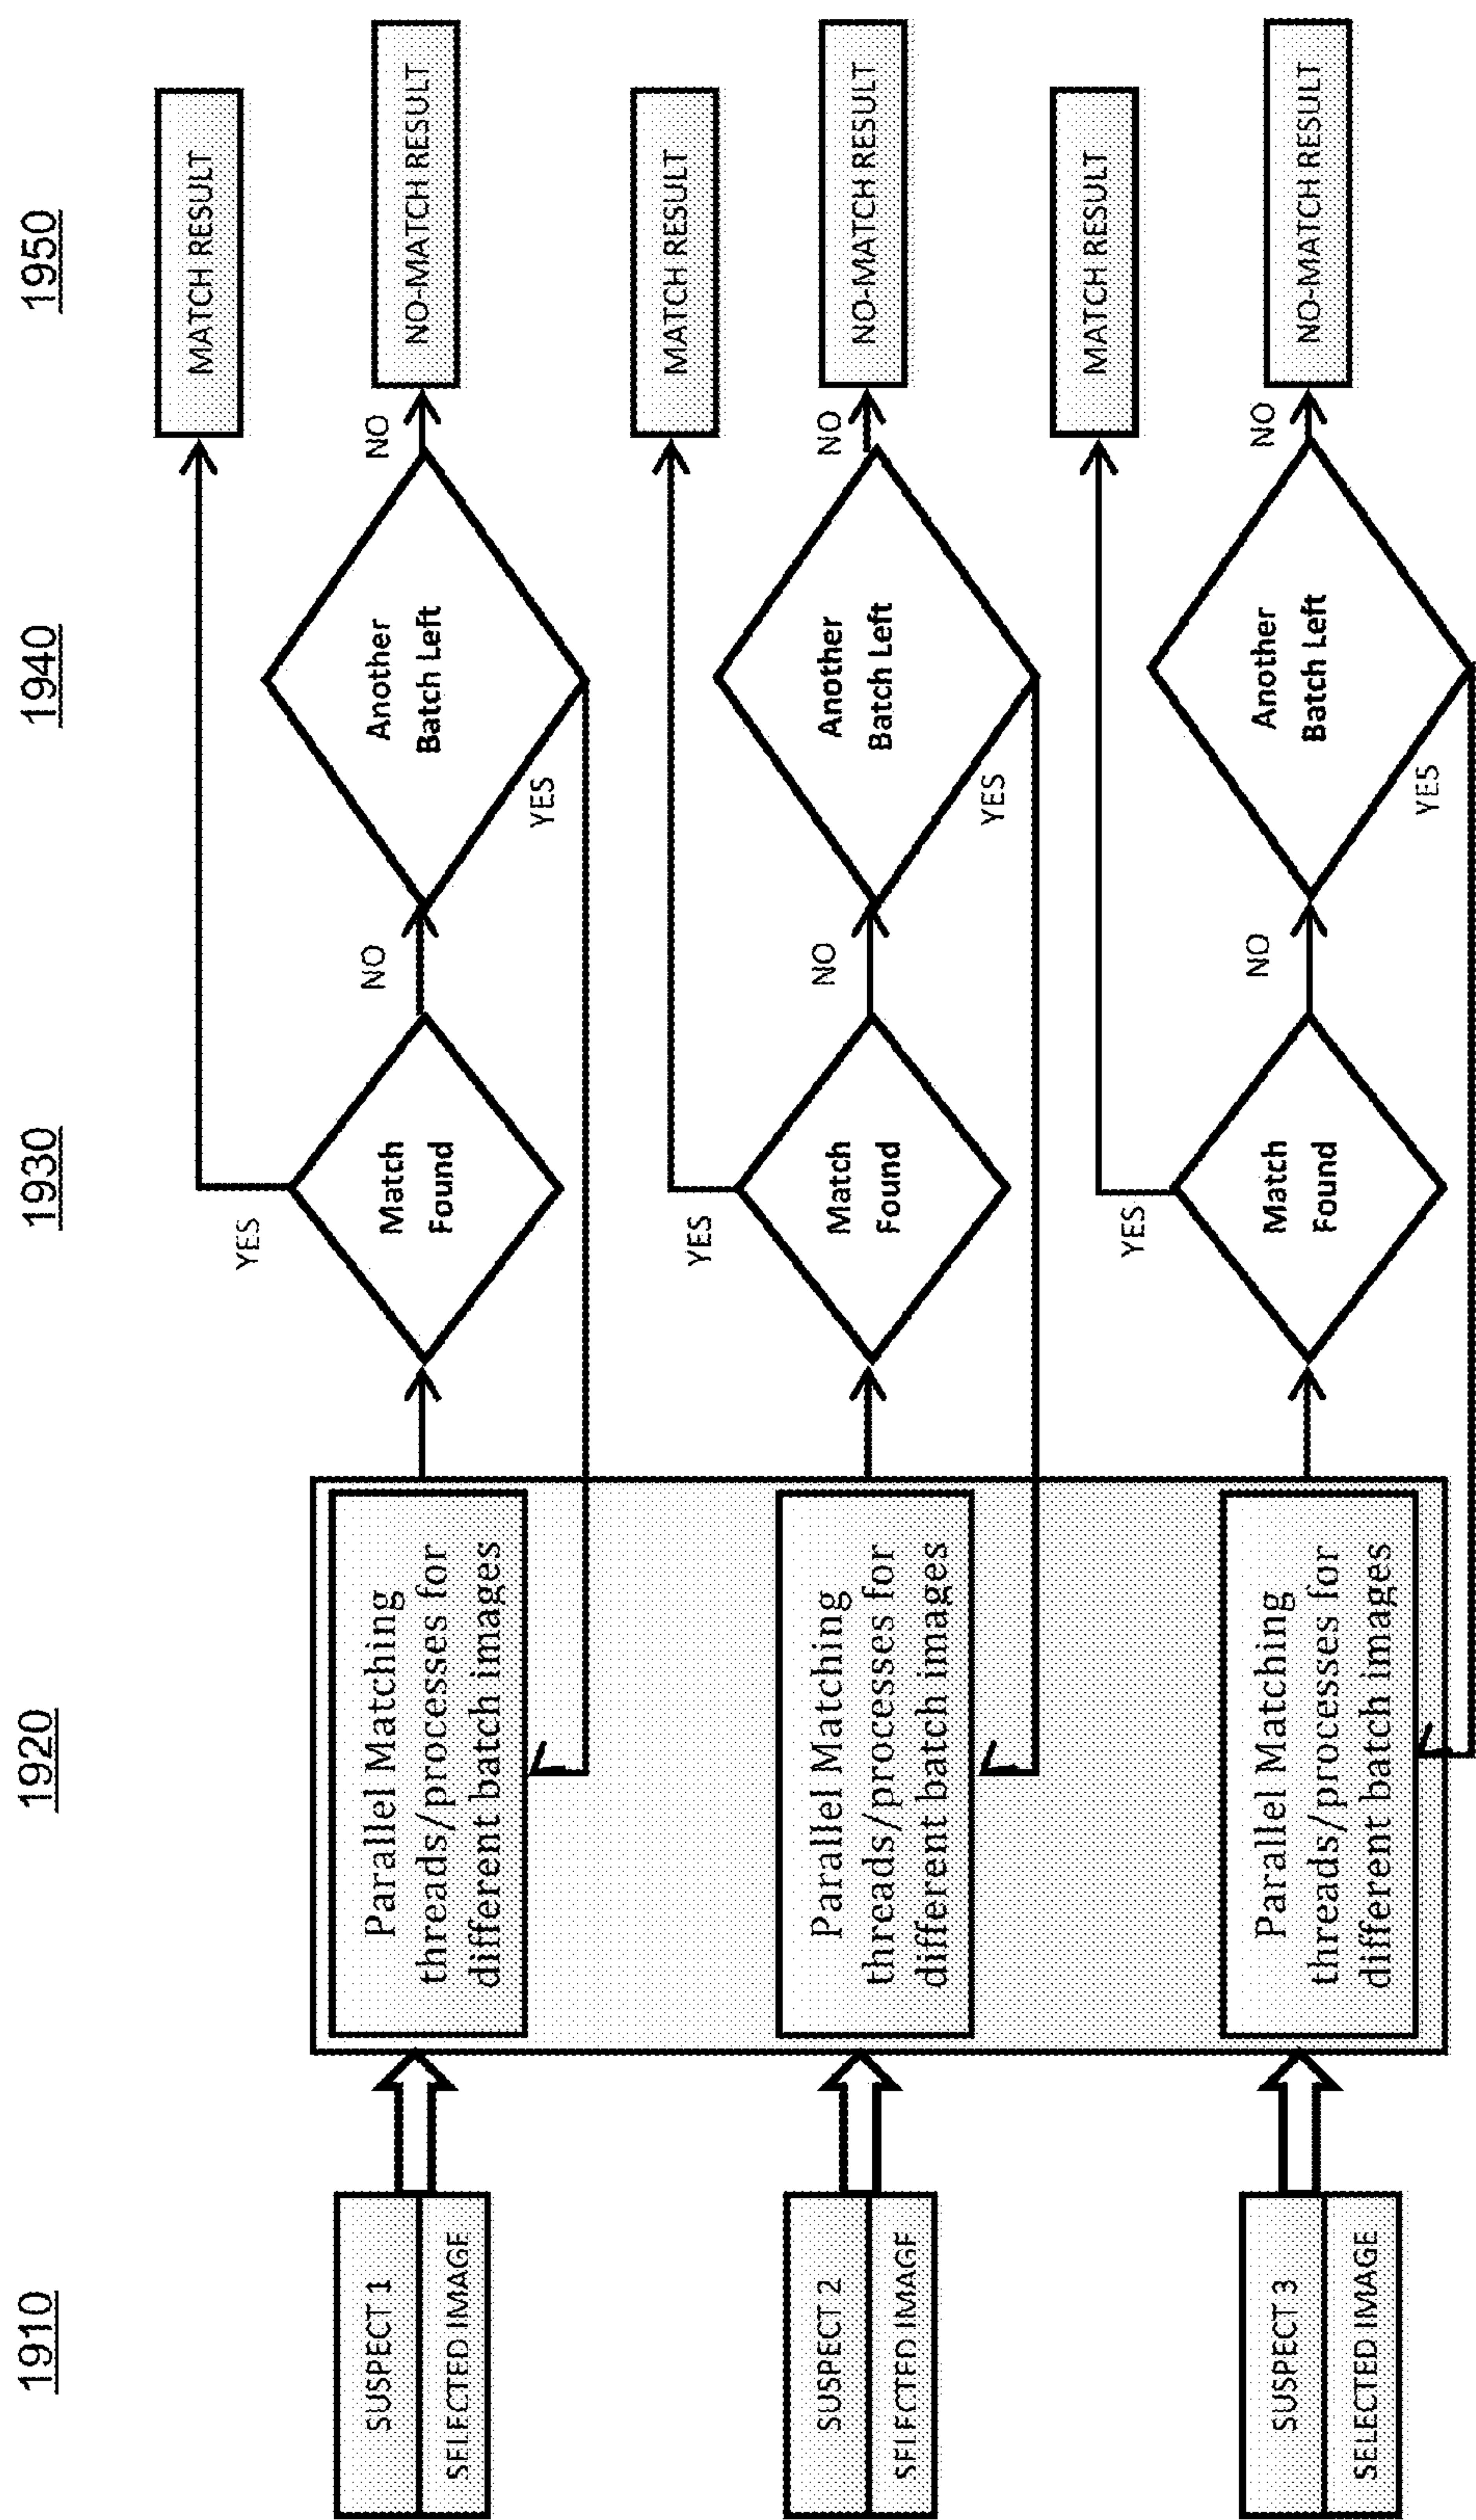 1910
1920
1930
1940
1950
SUSPECT 1
SELECTED IMAGE
Parallel Matching
threads/processes for
different batch images
YES
Match
Found
NO
Another
Batch Left
YES
NO
MATCH RESULT
NO-MATCH RESULT
SUSPECT 2
SELECTED IMAGE
Parallel Matching
threads/processes for
different batch images
YES
Match
Found
NO
Another
Batch Left
YES
NO
MATCH RESULT
NO-MATCH RESULT
SUSPECT 3
SELECTED IMAGE
Parallel Matching
threads/processes for
different batch images
YES
Match
Found
NO
Another
Batch Left
YES
NO
MATCH RESULT
NO-MATCH RESULT